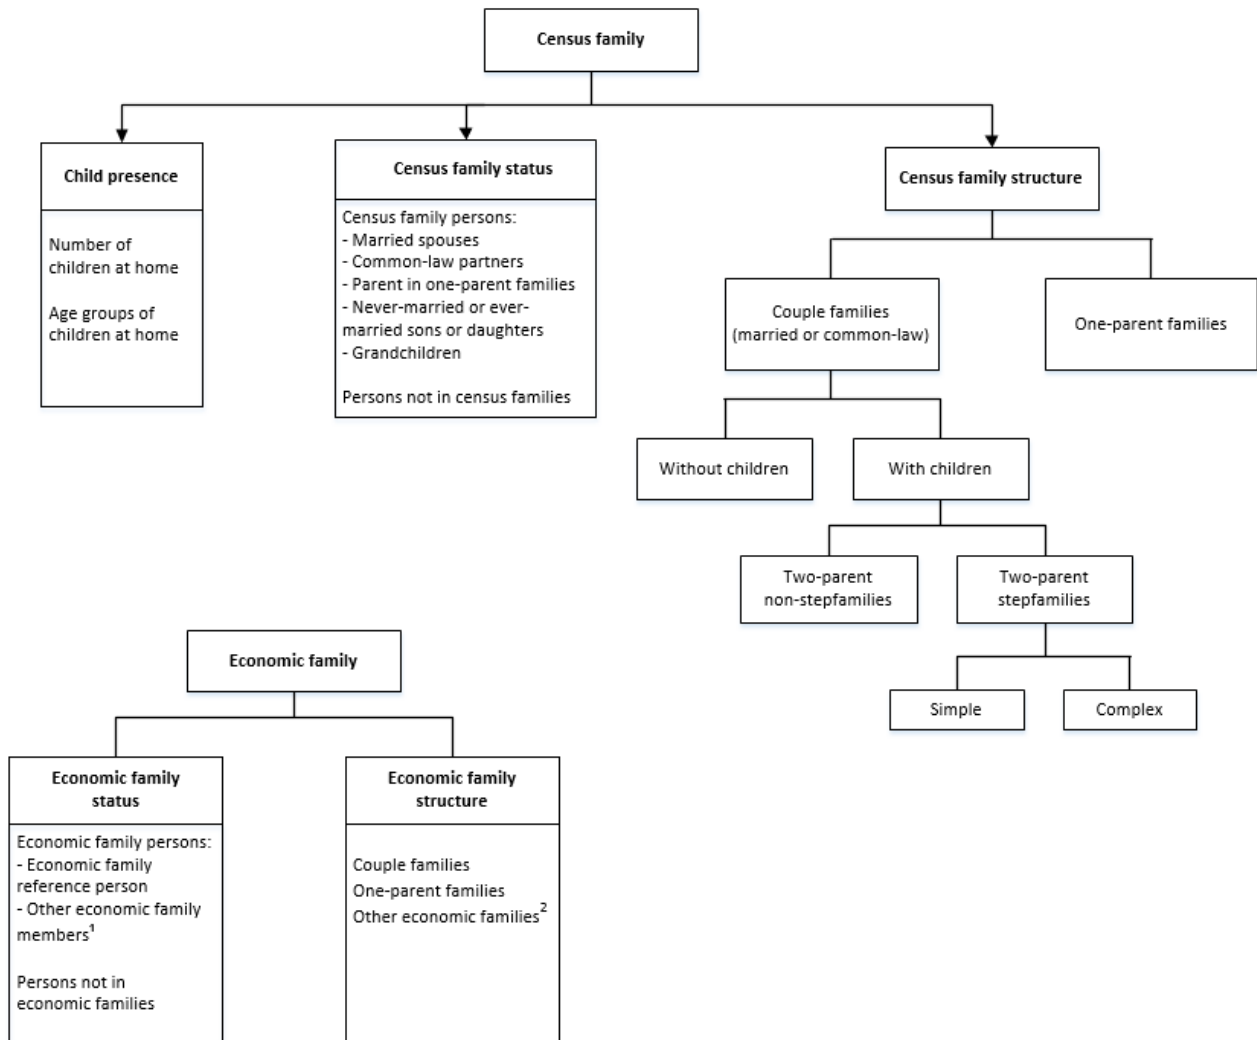 Census family
Child presence
Number of
children at home
Age groups of
children at home
Census family status
Census family persons:
- Married spouses
- Common-law partners
- Parent in one-parent families
- Never-married or ever-
married sons or daughters
- Grandchildren
Persons not in census families
Census family structure
Couple families
(married or common-law)
One-parent families
Without children
With children
Two-parent
non-stepfamilies
Two-parent
stepfamilies
Simple
Complex
Economic family
Economic family
status
Economic family persons:
- Economic family
reference person
- Other economic family
members¹
Persons not in
economic families
Economic family
structure
Couple families
One-parent families
Other economic families²